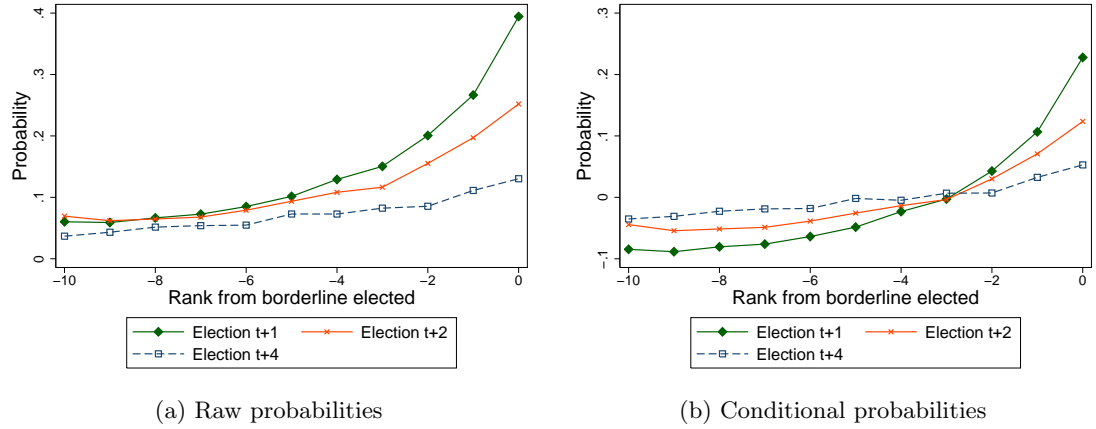 .4
.3
.2
.1
0
Probability
-10 -8 -6 -4 -2 0
Rank from borderline elected
Election t+1 Election t+2
Election t+4
(a) Raw probabilities
.3
.2
.1
0
-.1
Probability
-10 -8 -6 -4 -2 0
Rank from borderline elected
Election t+1 Election t+2
Election t+4
(b) Conditional probabilities